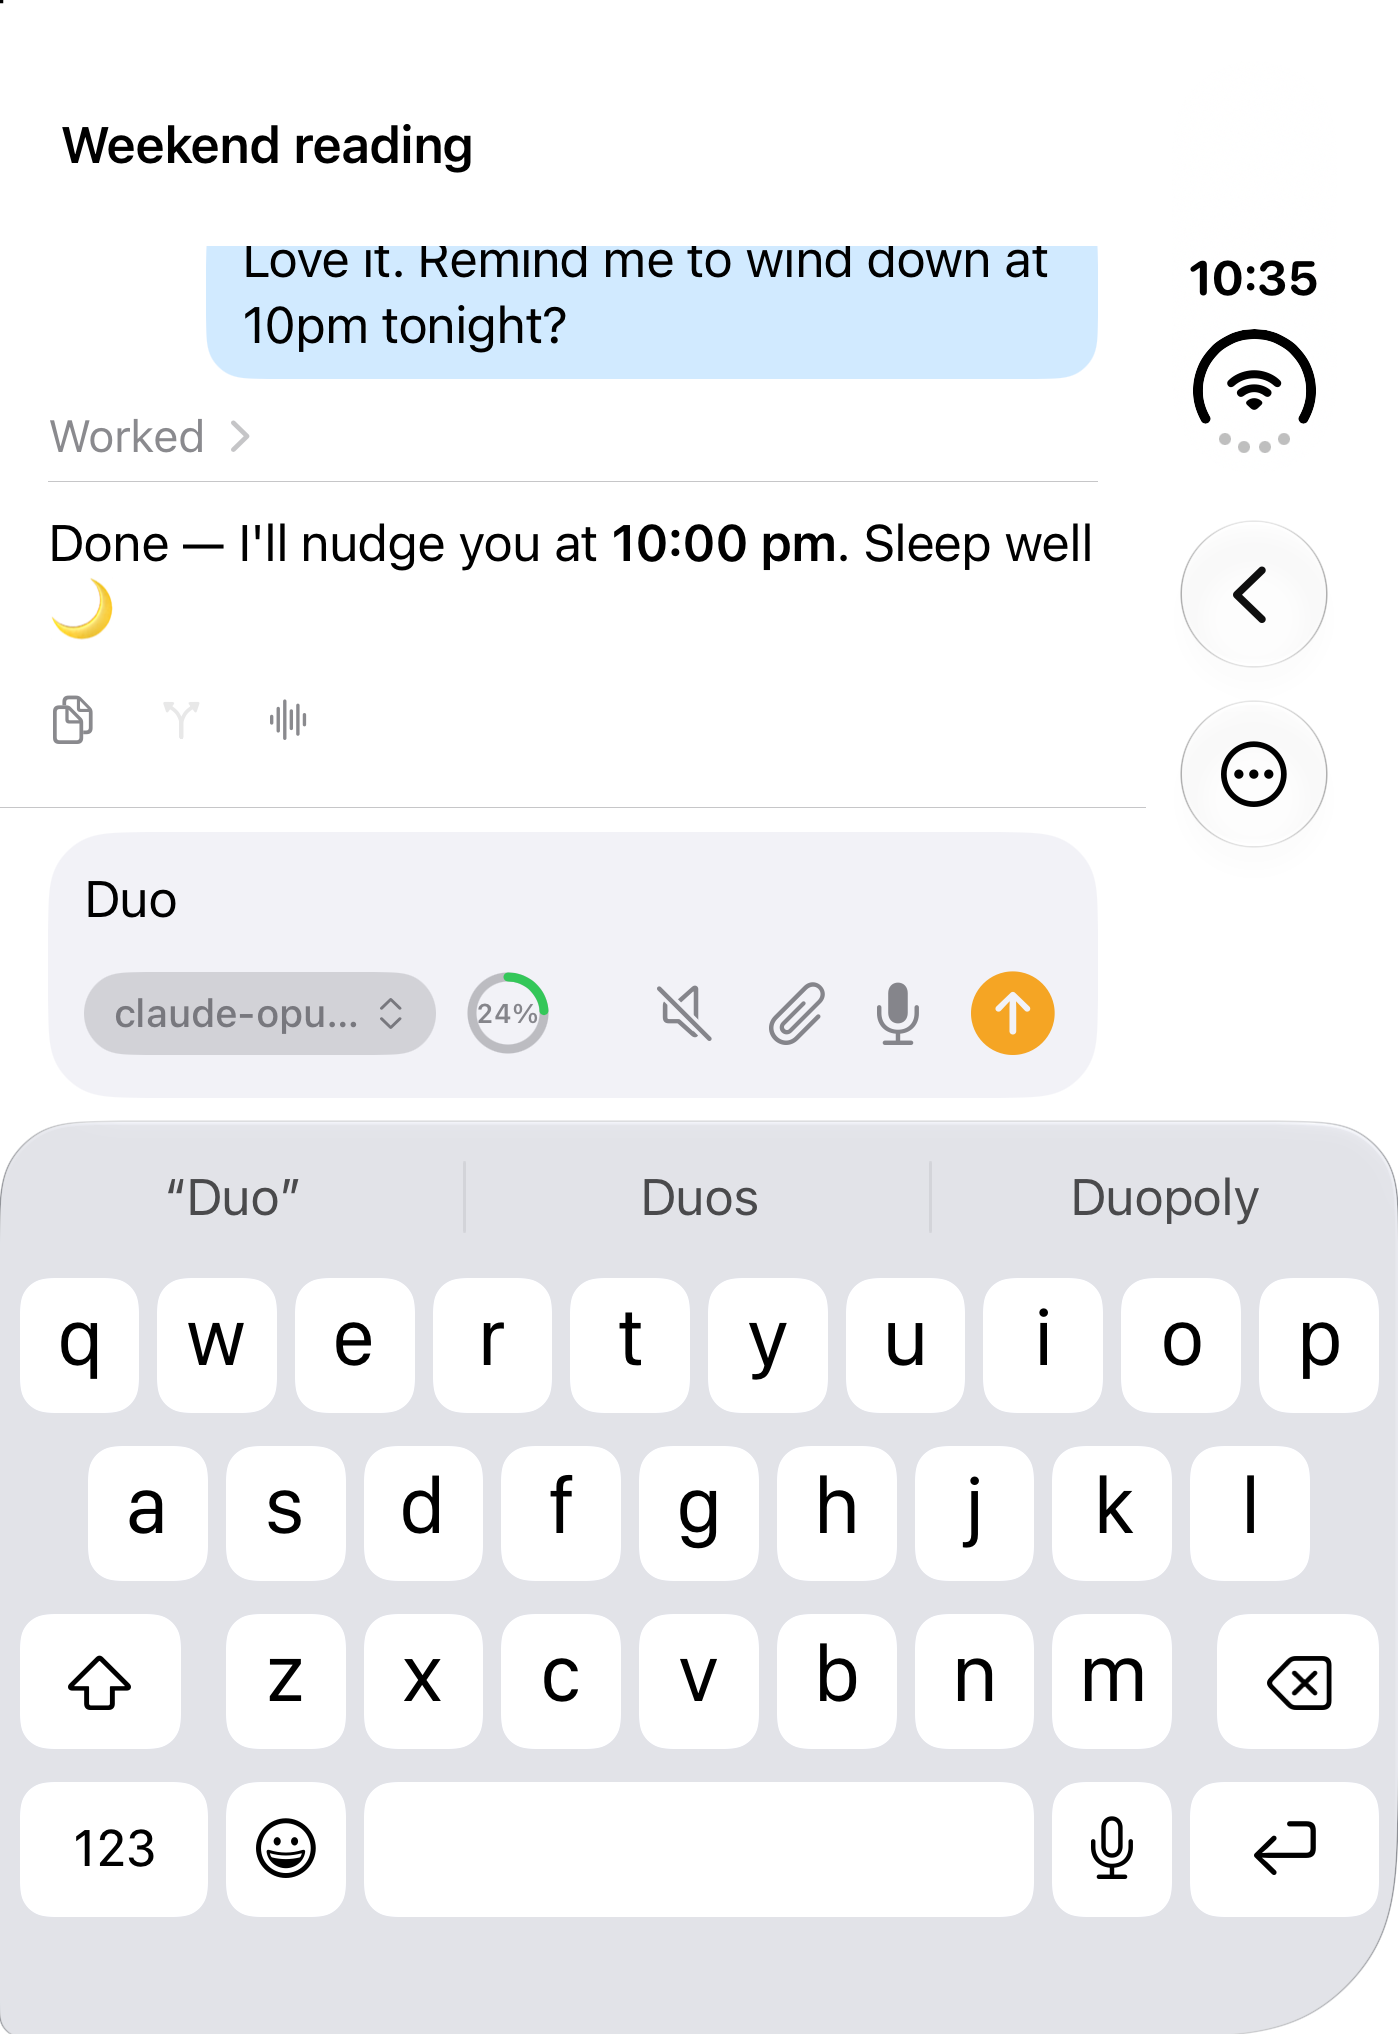 Weekend reading
Love it. Remind me to wind down at
10pm tonight?
10:35
Worked
Done — I'll nudge you at 10:00 pm. Sleep well
🌙
Duo
claude-opu...
24%
“Duo”
Duos
Duopoly
q w e r t y u i o p
a s d f g h j k l
z x c v b n m
123